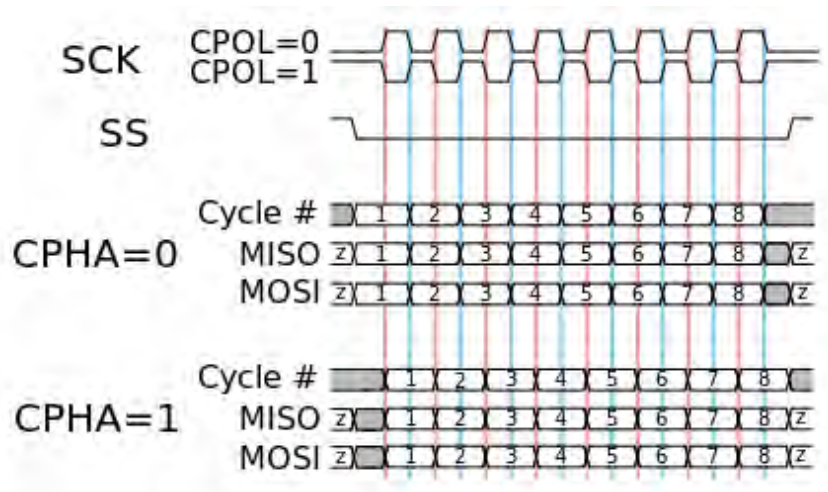 SCK CPOL=0
CPOL=1
SS
Cycle # 1 2 3 4 5 6 7 8
CPHA=0 MISO z 1 2 3 4 5 6 7 8 z
MOSI z 1 2 3 4 5 6 7 8 z
Cycle # 1 2 3 4 5 6 7 8
CPHA=1 MISO z 1 2 3 4 5 6 7 8 z
MOSI z 1 2 3 4 5 6 7 8 z